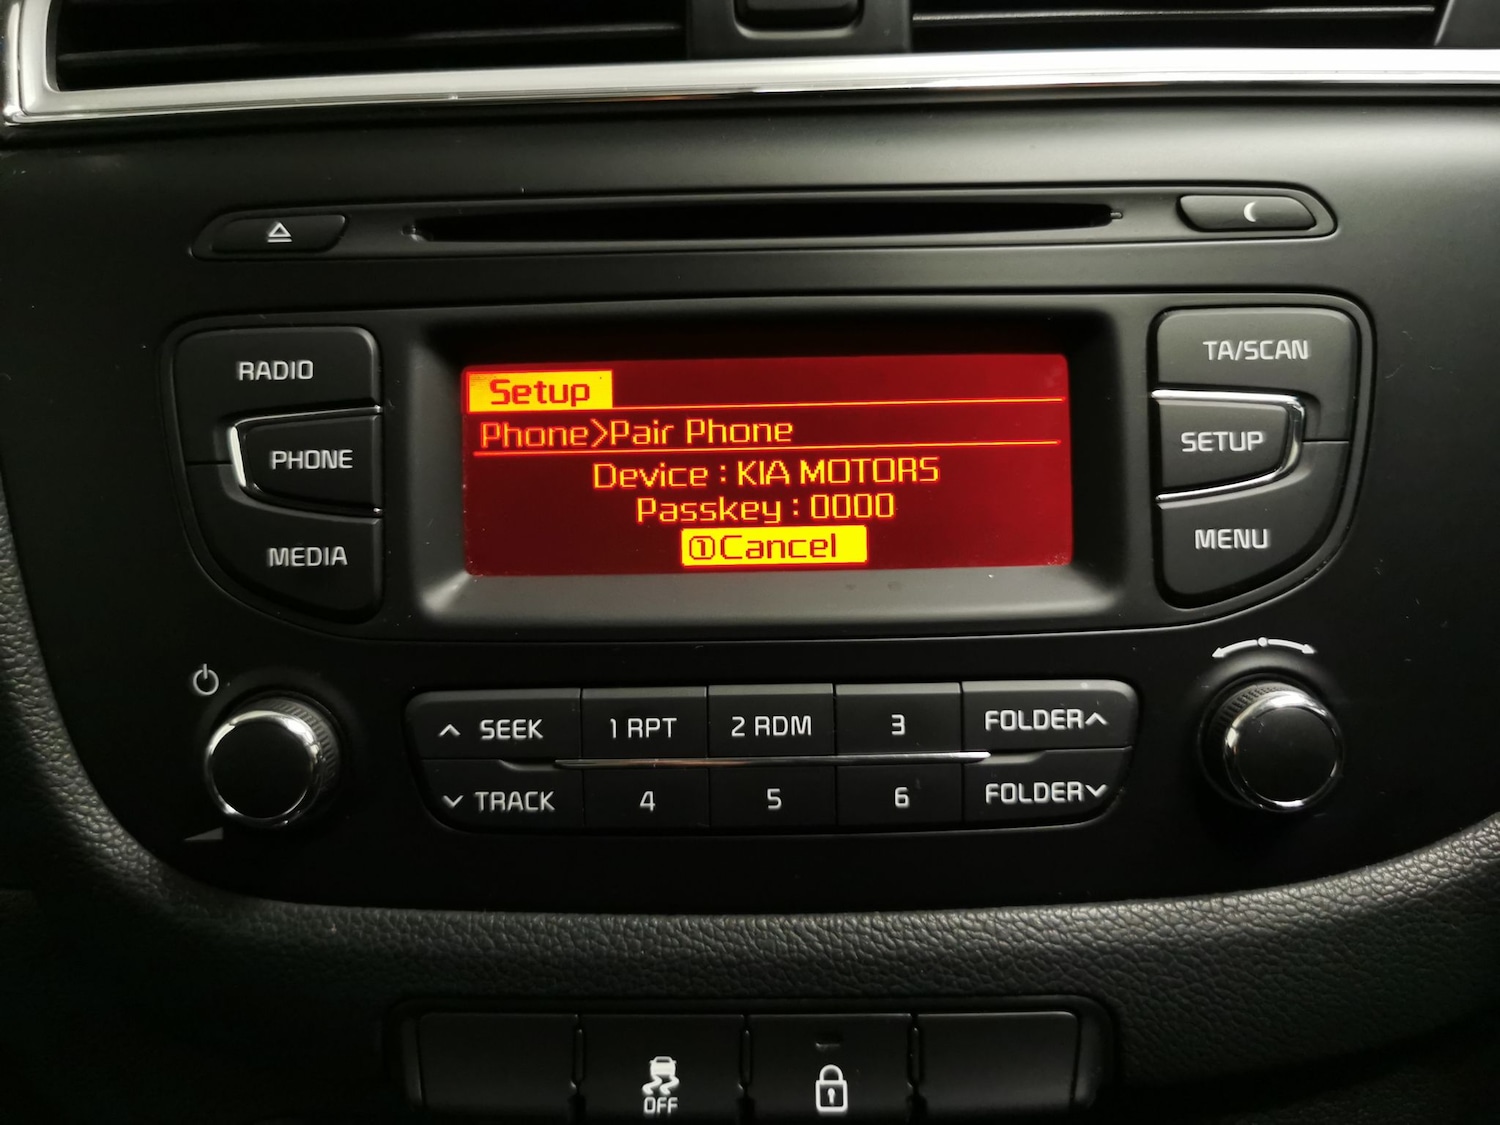 RADIO
PHONE
MEDIA
Setup
Phone>Pair Phone
Device : KIA MOTORS
Passkey : 0000
①Cancel
TA/SCAN
SETUP
MENU
SEEK
1 RPT
2 RDM
3
FOLDER
TRACK
4
5
6
FOLDER
OFF